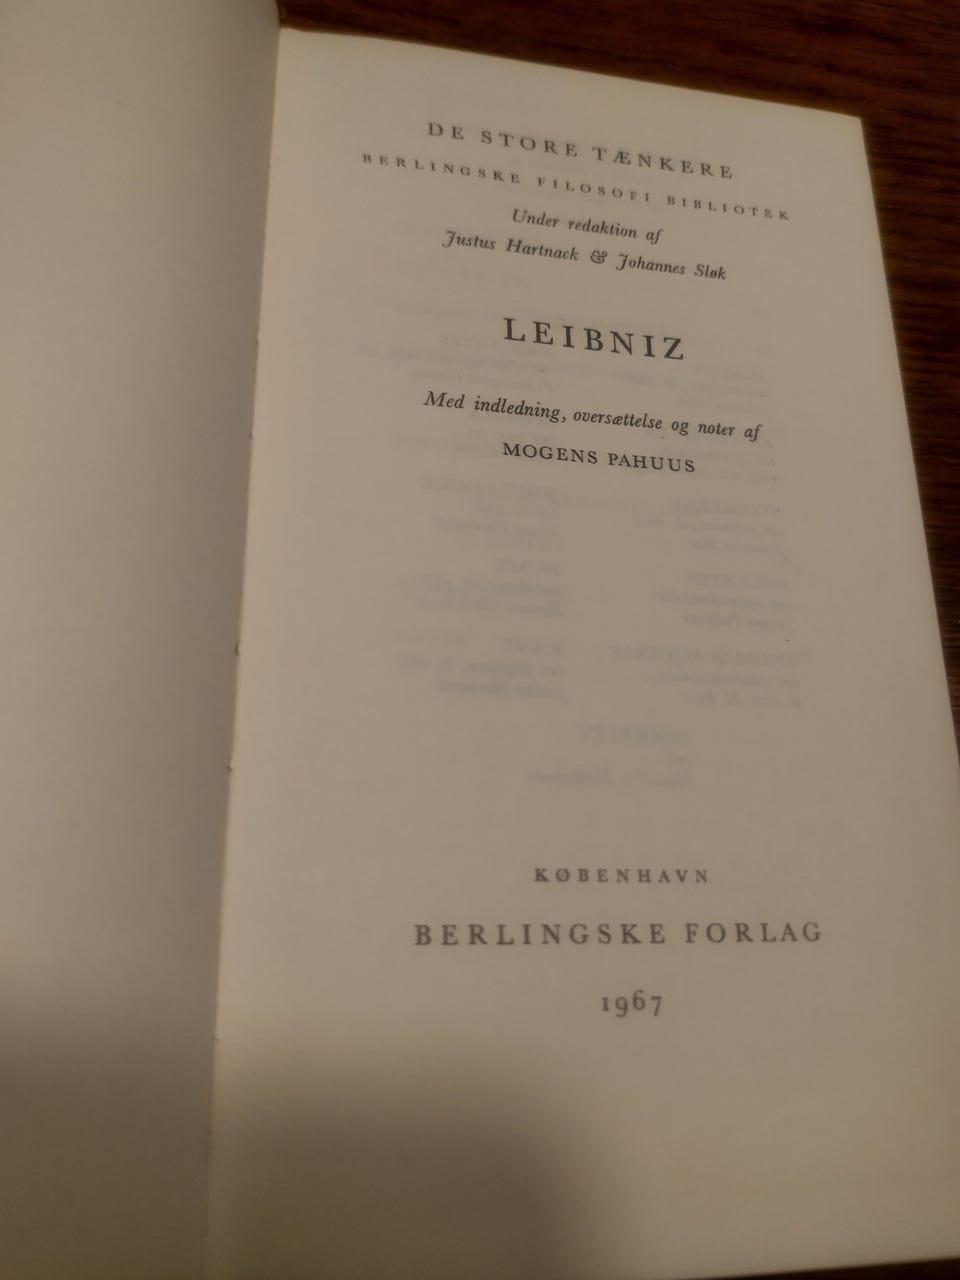 DE STORE TÆNKERE
BERLINGSKE FILOSOFI BIBLIOTEK
Under redaktion af
Justus Hartnack & Johannes Sløk
LEIBNIZ
Med indledning, oversættelse og noter af
MOGENS PAHUUS
KØBENHAVN
BERLINGSKE FORLAG
1967